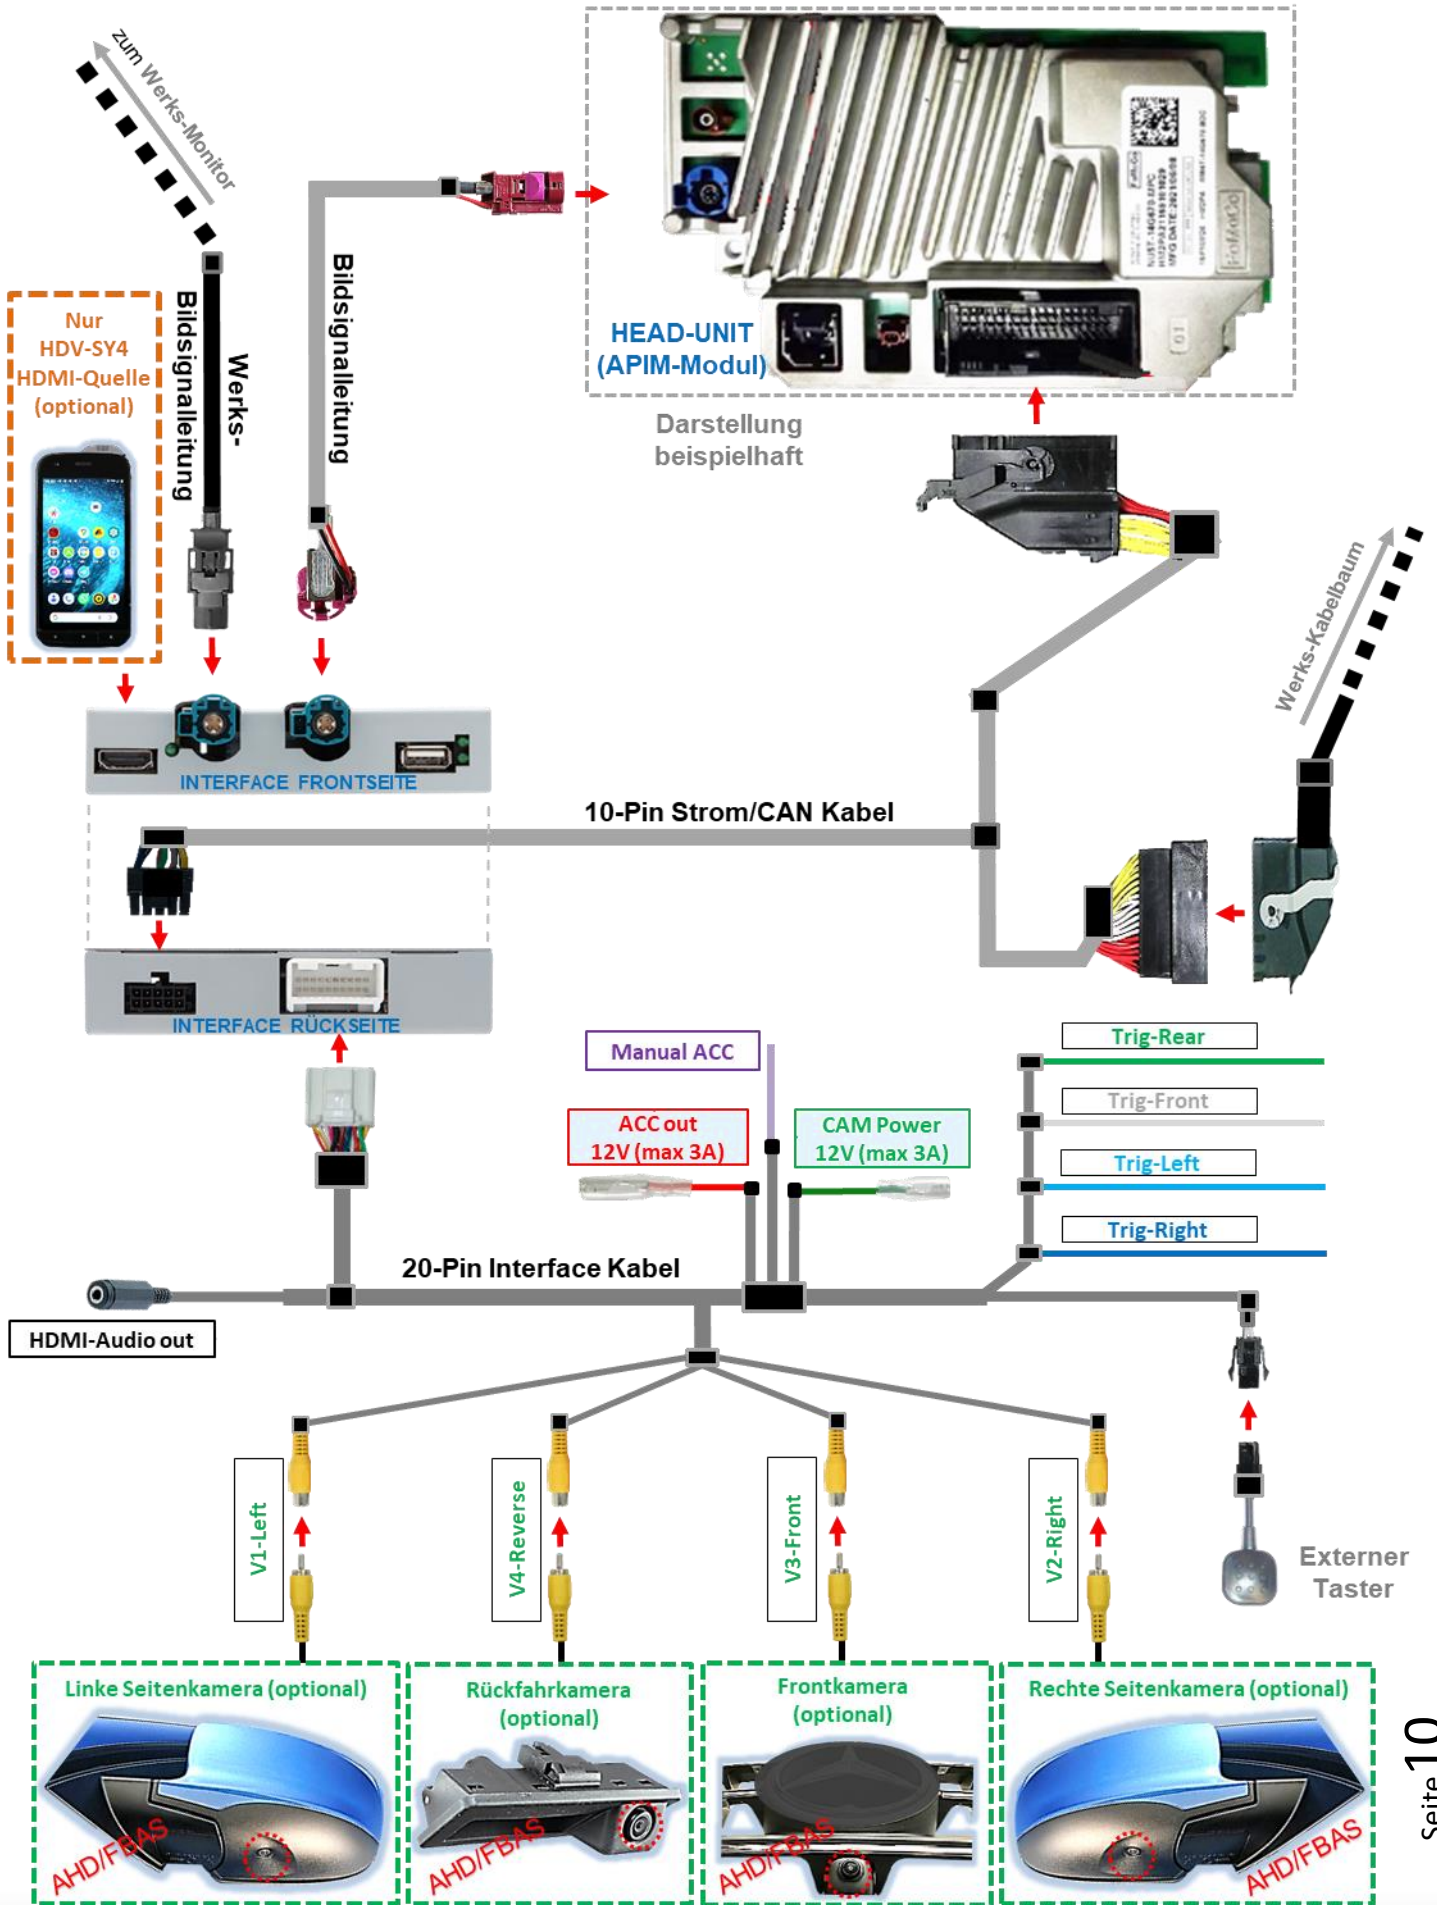 zum Werks-Monitor
Bildsignalleitung
Werks-
Bildsignalleitung
Nur
HDV-SY4
HDMI-Quelle
(optional)
HEAD-UNIT
(APIM-Modul)
Darstellung
beispielhaft
FoMoCo
Werks-Kabelbaum
INTERFACE FRONTSEITE
10-Pin Strom/CAN Kabel
INTERFACE RÜCKSEITE
Manual ACC
ACC out
12V (max 3A)
CAM Power
12V (max 3A)
Trig-Rear
Trig-Front
Trig-Left
Trig-Right
20-Pin Interface Kabel
HDMI-Audio out
V1-Left
V4-Reverse
V3-Front
V2-Right
Externer
Taster
Linke Seitenkamera (optional)
AHD/FBAS
Rückfahrkamera
(optional)
AHD/FBAS
Frontkamera
(optional)
AHD/FBAS
Rechte Seitenkamera (optional)
AHD/FBAS
Seite 10